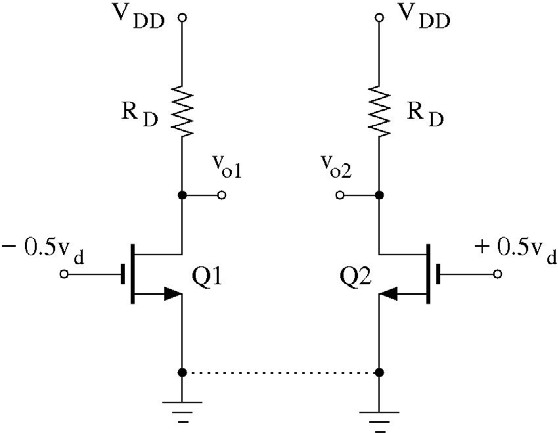 V_DD V_DD
R_D R_D
v_o1 v_o2
− 0.5v_d + 0.5v_d
Q1 Q2